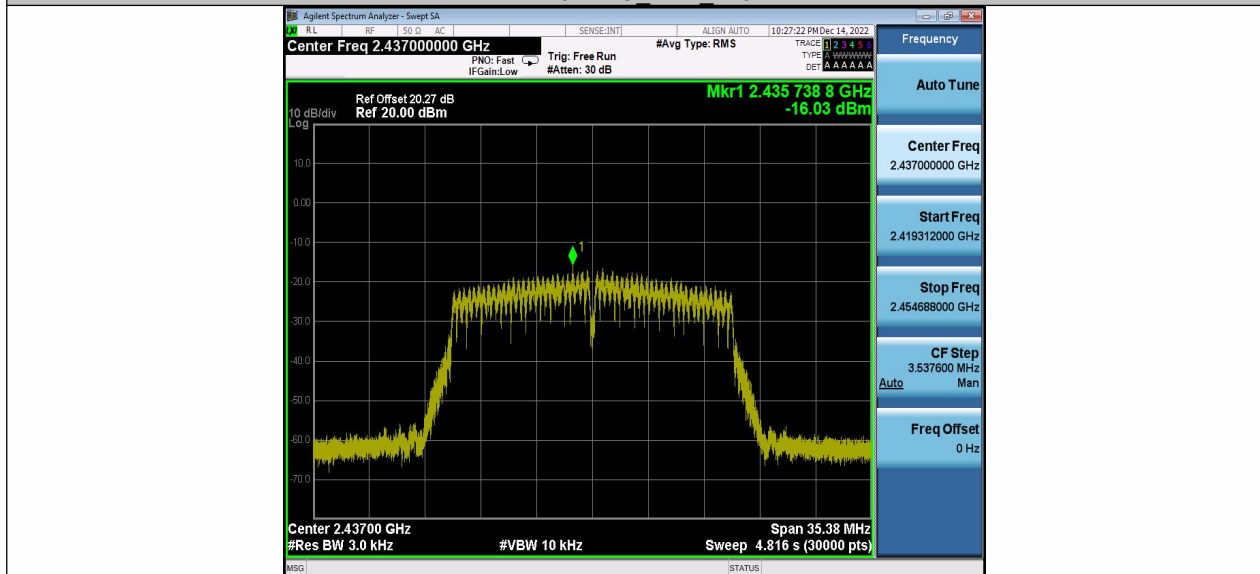 Agilent Spectrum Analyzer - Swept SA
RL RF 50 Ω AC SENSE:INT ALIGN AUTO 10:27:22 PM Dec 14, 2022
Center Freq 2.437000000 GHz
PNO: Fast
IFGain:Low
Trig: Free Run
#Atten: 30 dB
#Avg Type: RMS
TRACE 1 2 3 4 5 6
TYPE A WWWWW
DET A A A A A A
Frequency
Mkr1 2.435 738 8 GHz
-16.03 dBm
Ref Offset 20.27 dB
10 dB/div Ref 20.00 dBm
Log
10.0
0.00
-10.0
-20.0
-30.0
-40.0
-50.0
-60.0
-70.0
1
Center 2.43700 GHz Span 35.38 MHz
#Res BW 3.0 kHz #VBW 10 kHz Sweep 4.816 s (30000 pts)
MSG STATUS
Auto Tune
Center Freq
2.437000000 GHz
Start Freq
2.419312000 GHz
Stop Freq
2.454688000 GHz
CF Step
3.537600 MHz
Auto Man
Freq Offset
0 Hz